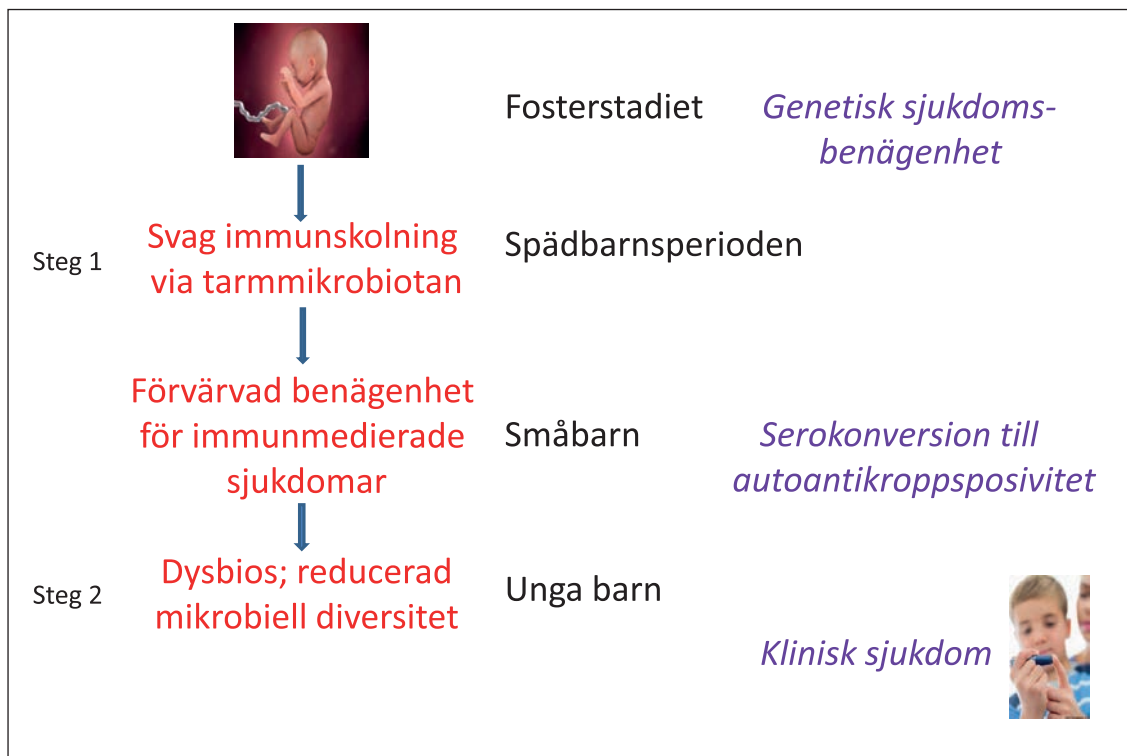 Fosterstadiet
Genetisk sjukdoms-
benägenhet
Steg 1
Svag immunskolning
via tarmmikrobiotan
Spädbarnsperioden
Förvärvad benägenhet
för immunmedierade
sjukdomar
Småbarn
Serokonversion till
autoantikroppsposivitet
Steg 2
Dysbios; reducerad
mikrobiell diversitet
Unga barn
Klinisk sjukdom